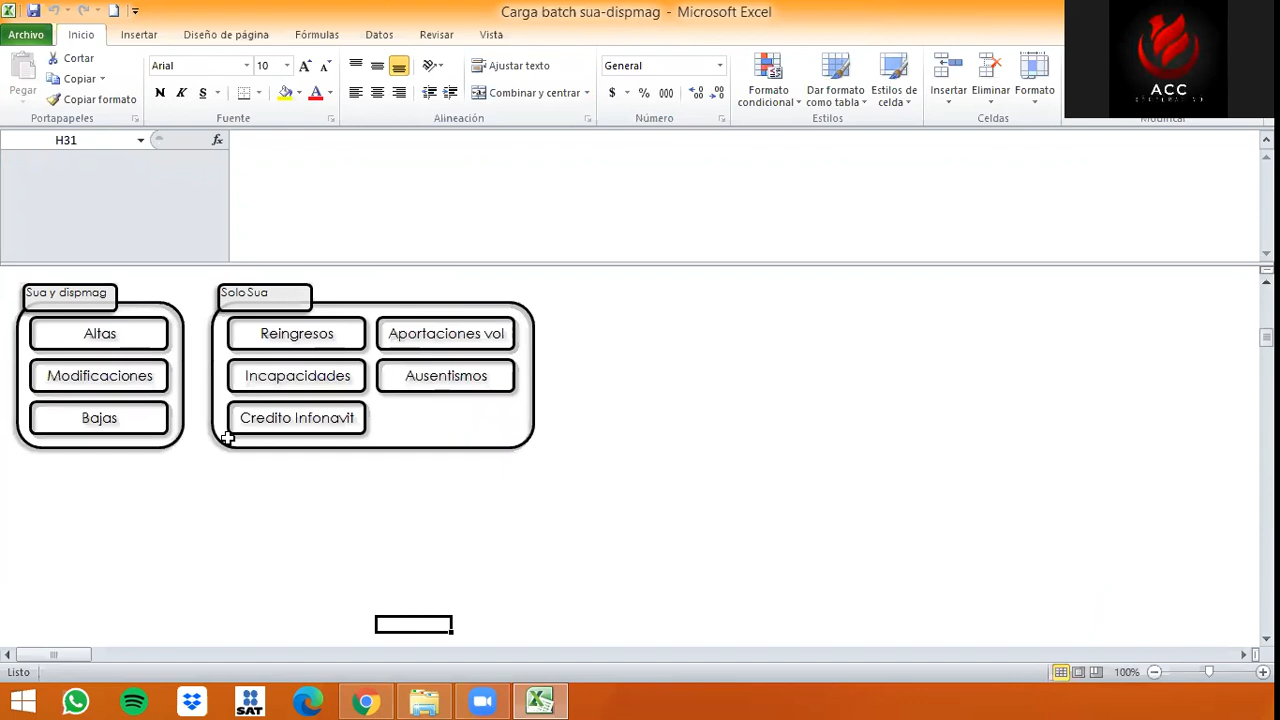 Carga batch sua-dispmag - Microsoft Excel
Archivo Inicio Insertar Diseño de página Fórmulas Datos Revisar Vista
Pegar
Cortar
Copiar
Copiar formato
Portapapeles
Arial 10 A A
N K S A
Fuente
Ajustar texto
Combinar y centrar
Alineación
General
$ % 000
Número
Formato condicional
Dar formato como tabla
Estilos de celda
Estilos
Insertar Eliminar Formato
Celdas
ACC
H31 fx
Sua y dispmag
Altas
Modificaciones
Bajas
Solo Sua
Reingresos Aportaciones vol
Incapacidades Ausentismos
Credito Infonavit
Listo 100%
SAT